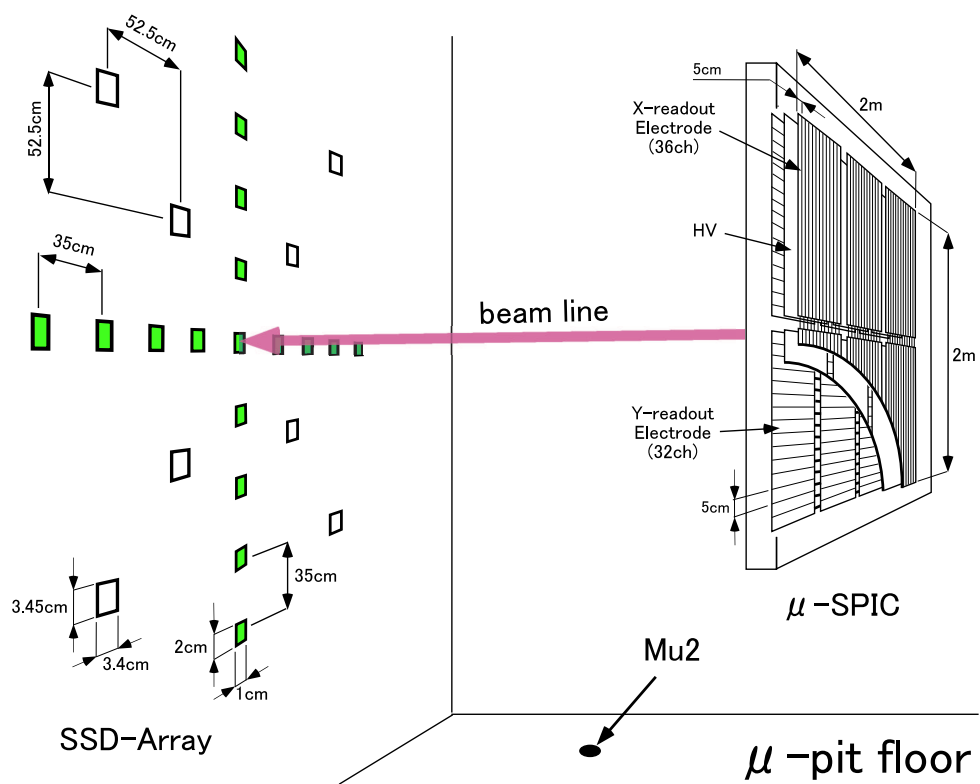 52.5cm
52.5cm
35cm
5cm
2m
X-readout
Electrode
(36ch)
HV
beam line
2m
Y-readout
Electrode
(32ch)
5cm
35cm
3.45cm
3.4cm
2cm
1cm
μ-SPIC
Mu2
SSD-Array
μ-pit floor